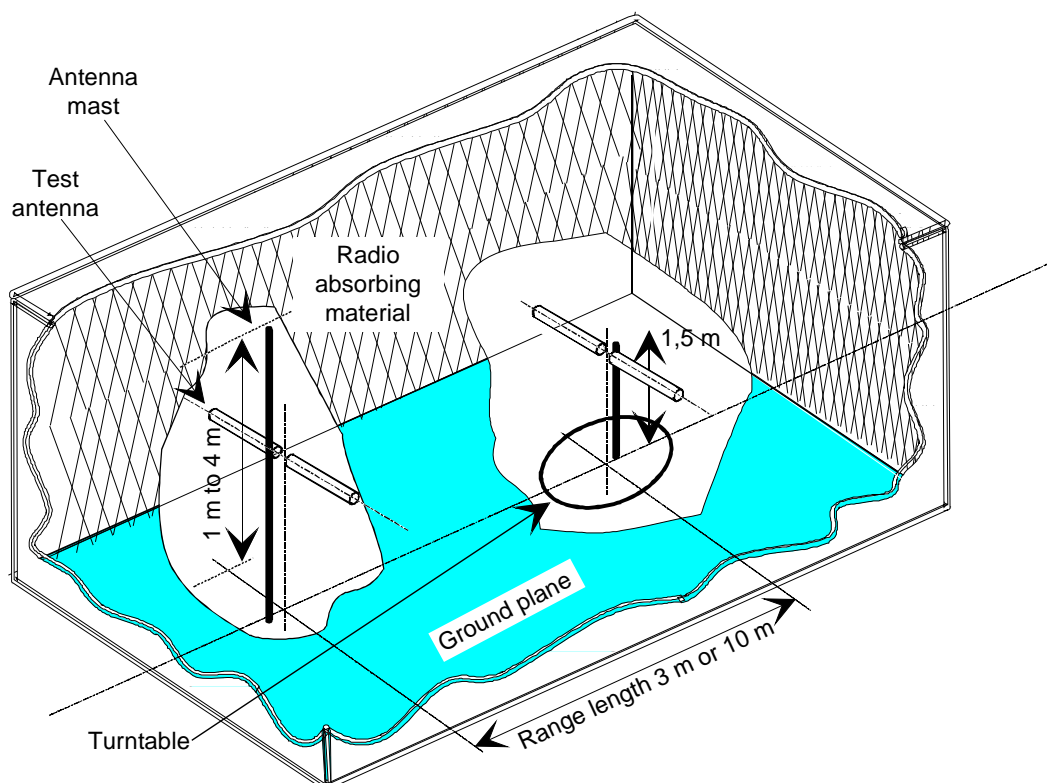 Antenna
mast
Test
antenna
Radio
absorbing
material
1,5 m
1 m to 4 m
Ground plane
Range length 3 m or 10 m
Turntable